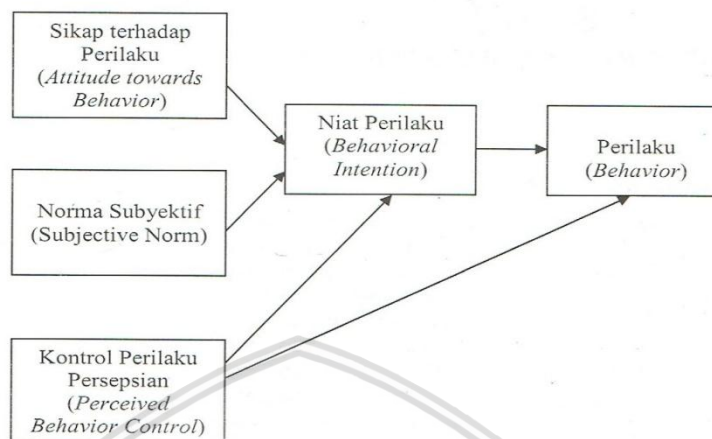 Sikap terhadap
Perilaku
(Attitude towards
Behavior)
Niat Perilaku
(Behavioral
Intention)
Perilaku
(Behavior)
Norma Subyektif
(Subjective Norm)
Kontrol Perilaku
Persepsian
(Perceived
Behavior Control)